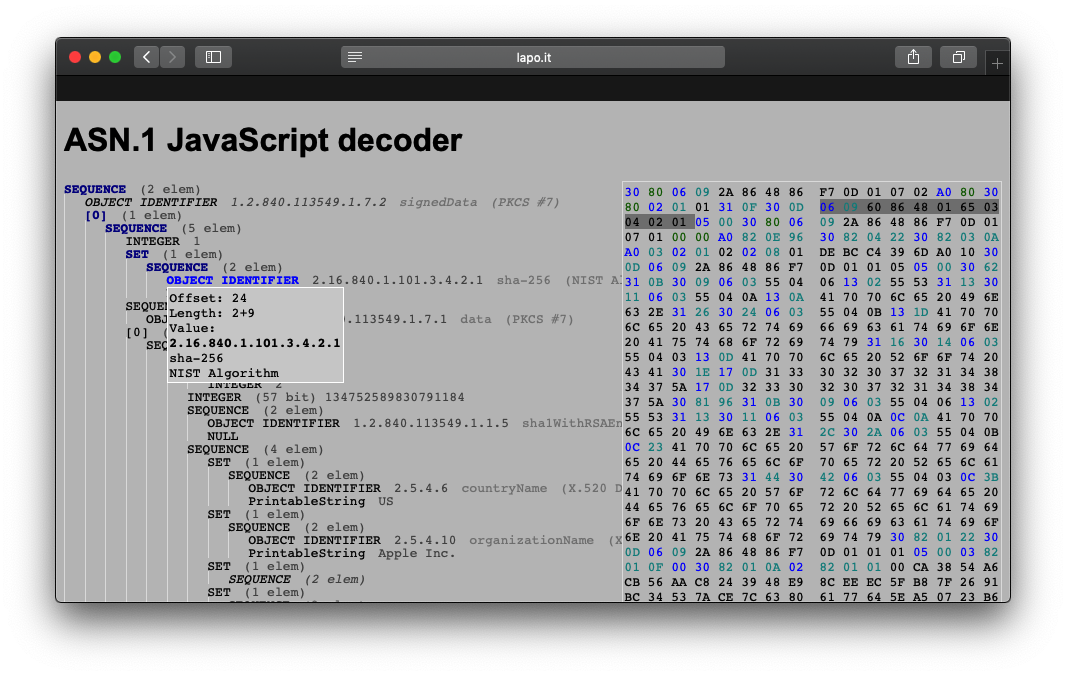 lapo.it
ASN.1 JavaScript decoder
SEQUENCE (2 elem)
OBJECT IDENTIFIER 1.2.840.113549.1.7.2 signedData (PKCS #7)
[0] (1 elem)
SEQUENCE (5 elem)
INTEGER 1
SET (1 elem)
SEQUENCE (2 elem)
OBJECT IDENTIFIER 2.16.840.1.101.3.4.2.1 sha-256 (NIST Al
Offset: 24
Length: 2+9
Value:
2.16.840.1.101.3.4.2.1
sha-256
NIST Algorithm
SEQUE
OBJ .113549.1.7.1 data (PKCS #7)
[0] (
SEQ
INTEGER 2
INTEGER (57 bit) 134752589830791184
SEQUENCE (2 elem)
OBJECT IDENTIFIER 1.2.840.113549.1.1.5 sha1WithRSAEn
NULL
SEQUENCE (4 elem)
SET (1 elem)
SEQUENCE (2 elem)
OBJECT IDENTIFIER 2.5.4.6 countryName (X.520 D
PrintableString US
SET (1 elem)
SEQUENCE (2 elem)
OBJECT IDENTIFIER 2.5.4.10 organizationName (X
PrintableString Apple Inc.
SET (1 elem)
SEQUENCE (2 elem)
SET (1 elem)
30 80 06 09 2A 86 48 86 F7 0D 01 07 02 A0 80 30
80 02 01 01 31 0F 30 0D 06 09 60 86 48 01 65 03
04 02 01 05 00 30 80 06 09 2A 86 48 86 F7 0D 01
07 01 00 00 A0 82 0E 96 30 82 04 22 30 82 03 0A
A0 03 02 01 02 02 08 01 DE BC C4 39 6D A0 10 30
0D 06 09 2A 86 48 86 F7 0D 01 01 05 05 00 30 62
31 0B 30 09 06 03 55 04 06 13 02 55 53 31 13 30
11 06 03 55 04 0A 13 0A 41 70 70 6C 65 20 49 6E
63 2E 31 26 30 24 06 03 55 04 0B 13 1D 41 70 70
6C 65 20 43 65 72 74 69 66 69 63 61 74 69 6F 6E
20 41 75 74 68 6F 72 69 74 79 31 16 30 14 06 03
55 04 03 13 0D 41 70 70 6C 65 20 52 6F 6F 74 20
43 41 30 1E 17 0D 31 33 30 32 30 37 32 31 34 38
34 37 5A 17 0D 32 33 30 32 30 37 32 31 34 38 34
37 5A 30 81 96 31 0B 30 09 06 03 55 04 06 13 02
55 53 31 13 30 11 06 03 55 04 0A 0C 0A 41 70 70
6C 65 20 49 6E 63 2E 31 2C 30 2A 06 03 55 04 0B
0C 23 41 70 70 6C 65 20 57 6F 72 6C 64 77 69 64
65 20 44 65 76 65 6C 6F 70 65 72 20 52 65 6C 61
74 69 6F 6E 73 31 44 30 42 06 03 55 04 03 0C 3B
41 70 70 6C 65 20 57 6F 72 6C 64 77 69 64 65 20
44 65 76 65 6C 6F 70 65 72 20 52 65 6C 61 74 69
6F 6E 73 20 43 65 72 74 69 66 69 63 61 74 69 6F
6E 20 41 75 74 68 6F 72 69 74 79 30 82 01 22 30
0D 06 09 2A 86 48 86 F7 0D 01 01 01 05 00 03 82
01 0F 00 30 82 01 0A 02 82 01 01 00 CA 38 54 A6
CB 56 AA C8 24 39 48 E9 8C EE EC 5F B8 7F 26 91
BC 34 53 7A CE 7C 63 80 61 77 64 5E A5 07 23 B6